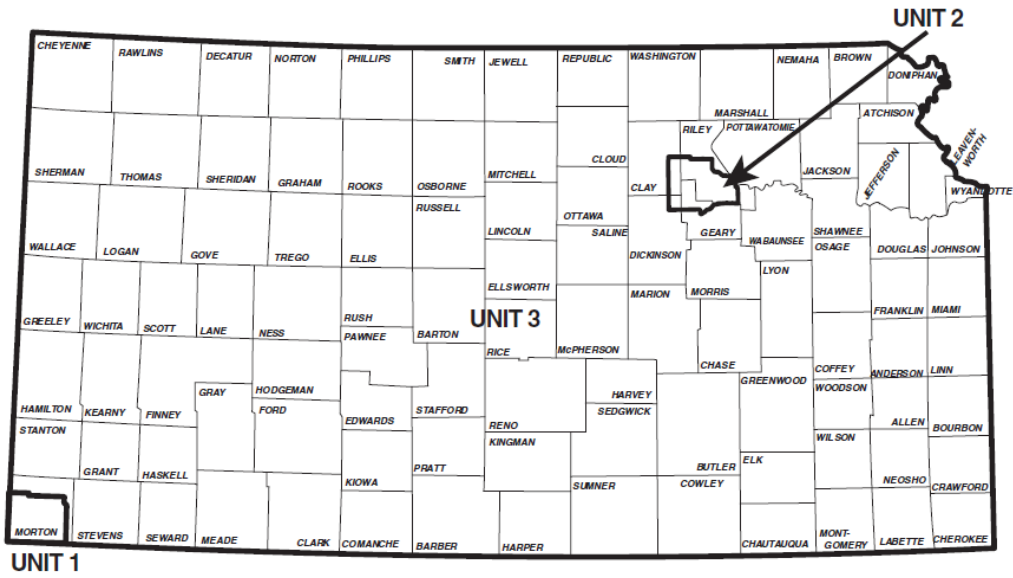 UNIT 2
CHEYENNE
RAWLINS
DECATUR
NORTON
PHILLIPS
SMITH
JEWELL
REPUBLIC
WASHINGTON
NEMAHA
BROWN
DONIPHAN
MARSHALL
ATCHISON
RILEY
POTTAWATOMIE
LEAVEN-
WORTH
CLOUD
SHERMAN
THOMAS
SHERIDAN
GRAHAM
ROOKS
OSBORNE
MITCHELL
CLAY
JACKSON
JEFFERSON
WYANDOTTE
RUSSELL
OTTAWA
LINCOLN
SALINE
GEARY
WABAUNSEE
SHAWNEE
WALLACE
LOGAN
GOVE
TREGO
ELLIS
DICKINSON
OSAGE
DOUGLAS
JOHNSON
LYON
ELLSWORTH
MARION
MORRIS
GREELEY
WICHITA
SCOTT
LANE
NESS
RUSH
UNIT 3
FRANKLIN
MIAMI
PAWNEE
BARTON
RICE
McPHERSON
CHASE
COFFEY
ANDERSON
LINN
GREENWOOD
HODGEMAN
GRAY
HARVEY
WOODSON
HAMILTON
KEARNY
FINNEY
FORD
EDWARDS
STAFFORD
SEDGWICK
STANTON
RENO
ALLEN
BOURBON
KINGMAN
WILSON
GRANT
HASKELL
PRATT
BUTLER
ELK
KIOWA
SUMNER
COWLEY
NEOSHO
CRAWFORD
MORTON
STEVENS
SEWARD
MEADE
CLARK
COMANCHE
BARBER
HARPER
CHAUTAUQUA
MONT-
GOMERY
LABETTE
CHEROKEE
UNIT 1